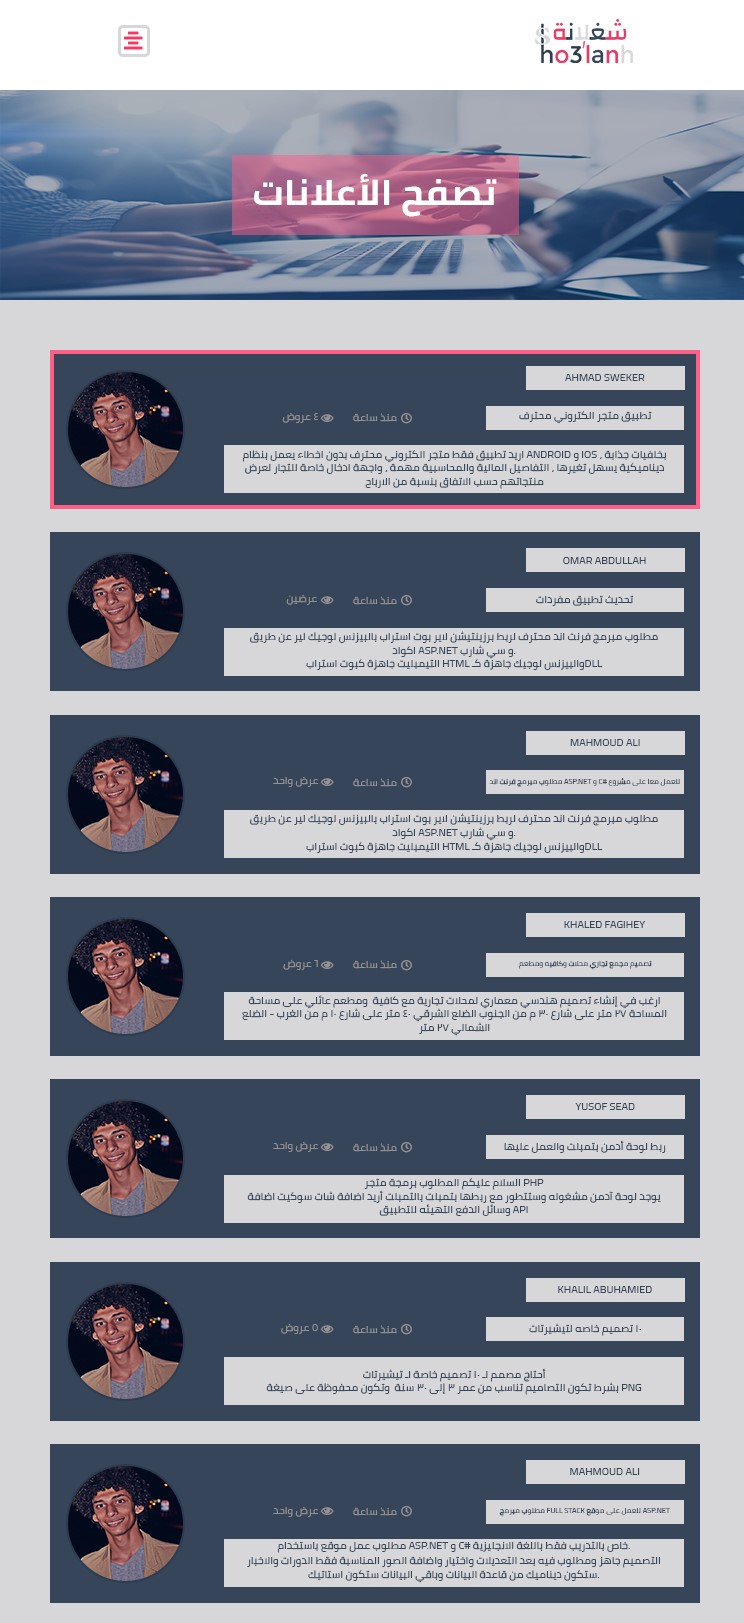 شغلانة
Sho3lanh
تصفح الأعلانات
AHMAD SWEKER
تطبيق متجر الكتروني محترف
منذ ساعة
٤ عروض
بخافيات جذابة , IOS و ANDROID اريد تطبيق فقط متجر الكتروني محترف بدون اخطاء يعمل بنظام
ديناميكية يسهل تغيرها , التفاصيل المالية والمحاسبية مهمة , واجهة ادخال خاصة للتجار لعرض
منتجاتهم حسب الاتفاق بنسبة من الارباح
OMAR ABDULLAH
تحديث تطبيق مفردات
منذ ساعة
عرضين
مطلوب مبرمج فرنت اند محترف لربط برزينتيشن لاير بوت استراب بالبيزنس لوجيك لير عن طريق
و سي شارب ASP.NET اكواد.
والبيزنس لوجيك جاهزة كـ HTML التيمبليت جاهزة كبوت استرابDLL
MAHMOUD ALI
للعمل معا على مشروع #C و ASP.NET مطلوب مبرمج فرنت اند
منذ ساعة
عرض واحد
مطلوب مبرمج فرنت اند محترف لربط برزينتيشن لاير بوت استراب بالبيزنس لوجيك لير عن طريق
و سي شارب ASP.NET اكواد.
والبيزنس لوجيك جاهزة كـ HTML التيمبليت جاهزة كبوت استرابDLL
KHALED FAGIHEY
تصميم مجمع تجاري محلات وكافيه ومطعم
منذ ساعة
٦ عروض
ارغب في إنشاء تصميم هندسي معماري لمحلات تجارية مع كافية ومطعم عائلي على مساحة
المساحة ٢٧ متر على شارع ٣٠ م من الجنوب الضلع الشرقي ٤٠ متر على شارع ١٠ م من الغرب - الضلع
الشمالي ٢٧ متر
YUSOF SEAD
ربط لوحة أدمن بتمبلت والعمل عليها
منذ ساعة
عرض واحد
PHP السلام عليكم المطلوب برمجة متجر
يوجد لوحة آدمن مشغوله وستتطور مع ربطها بتمبلت بالتمبلت أريد اضافة شات سوكيت اضافة
API وسائل الدفع التهيئه للتطبيق
KHALIL ABUHAMIED
١٠ تصميم خاصه لتيشيرتات
منذ ساعة
٥ عروض
أحتاج مصمم لـ ١٠ تصميم خاصة لـ تيشيرتات
PNG بشرط تكون التصاميم تناسب من عمر ٣ إلى ٣٠ سنة وتكون محفوظة على صيغة
MAHMOUD ALI
ASP.NET للعمل على موقع FULL STACK مطلوب مبرمج
منذ ساعة
عرض واحد
خاص بالتدريب فقط باللغة الانجليزية #C و ASP.NET مطلوب عمل موقع باستخدام.
التصميم جاهز ومطلوب فيه بعد التعديلات واختيار واضافة الصور المناسبة فقط الدورات والاخبار
ستكون ديناميك من قاعدة البيانات وباقي البيانات ستكون استاتيك.